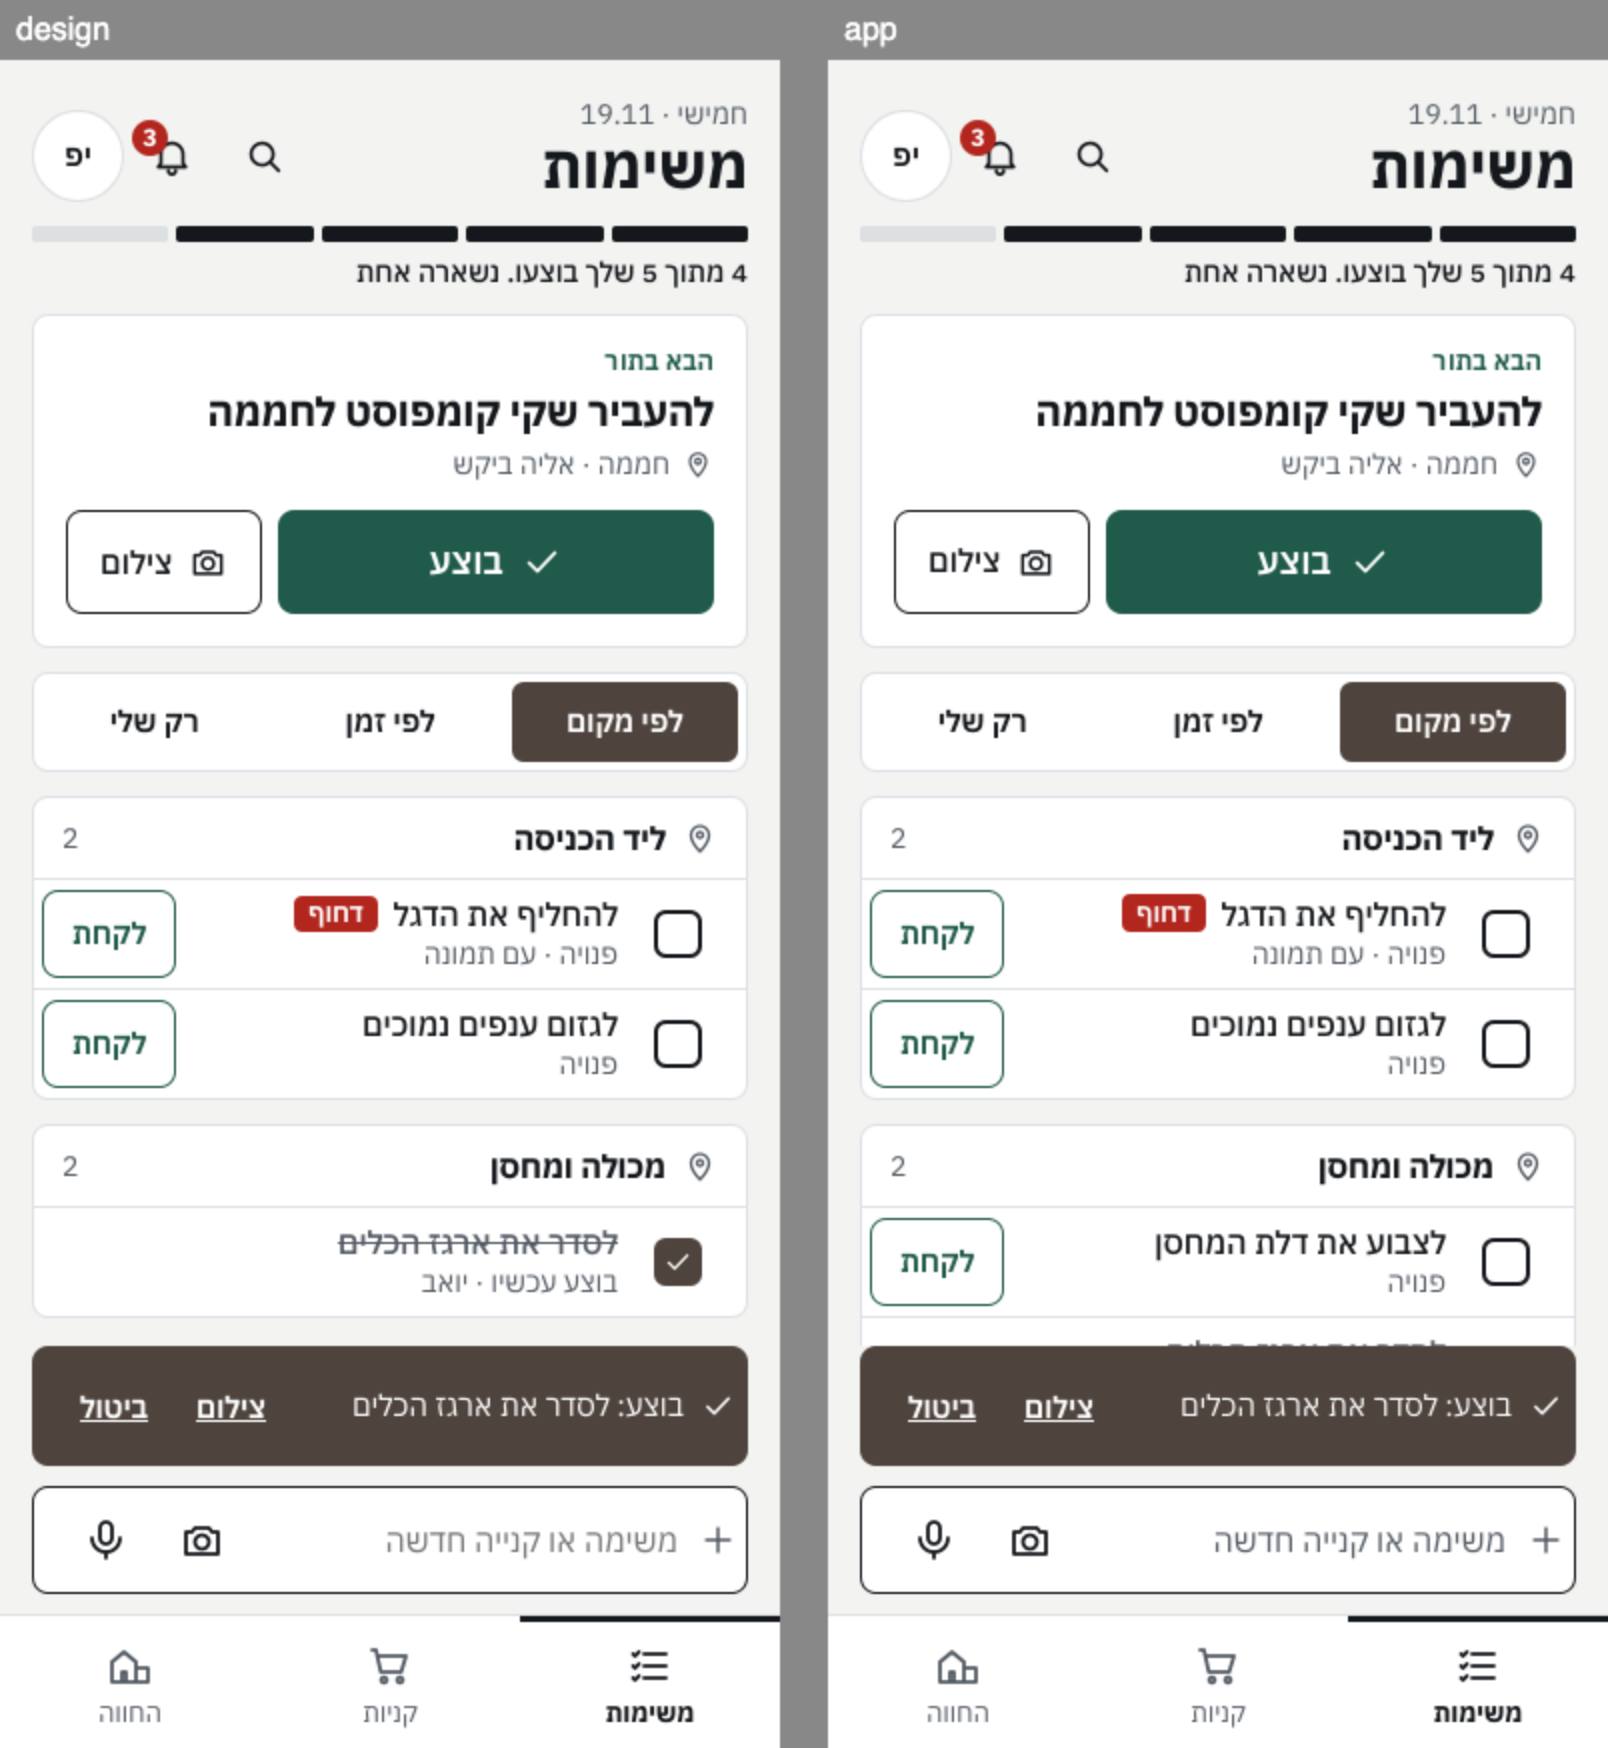 design
חמישי · 19.11
משימות
3
יפ
4 מתוך 5 שלך בוצעו. נשארה אחת
הבא בתור
להעביר שקי קומפוסט לחממה
חממה · אליה ביקש
בוצע
צילום
לפי מקום
לפי זמן
רק שלי
ליד הכניסה
2
להחליף את הדגל
דחוף
פנויה · עם תמונה
לקחת
לגזום ענפים נמוכים
פנויה
לקחת
מכולה ומחסן
2
לסדר את ארגז הכלים
בוצע עכשיו · יואב
בוצע: לסדר את ארגז הכלים
צילום
ביטול
משימה או קנייה חדשה
משימות
קניות
החווה
app
חמישי · 19.11
משימות
3
יפ
4 מתוך 5 שלך בוצעו. נשארה אחת
הבא בתור
להעביר שקי קומפוסט לחממה
חממה · אליה ביקש
בוצע
צילום
לפי מקום
לפי זמן
רק שלי
ליד הכניסה
2
להחליף את הדגל
דחוף
פנויה · עם תמונה
לקחת
לגזום ענפים נמוכים
פנויה
לקחת
מכולה ומחסן
2
לצבוע את דלת המחסן
פנויה
לקחת
בוצע: לסדר את ארגז הכלים
צילום
ביטול
משימה או קנייה חדשה
משימות
קניות
החווה